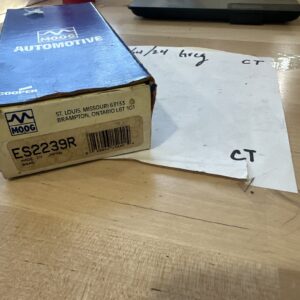 MOOG
AUTOMOTIVE
COOPER
MOOG
ST. LOUIS, MISSOURI 63133
BRAMPTON, ONTARIO L6T 1C1
ES2239R
CT
CT